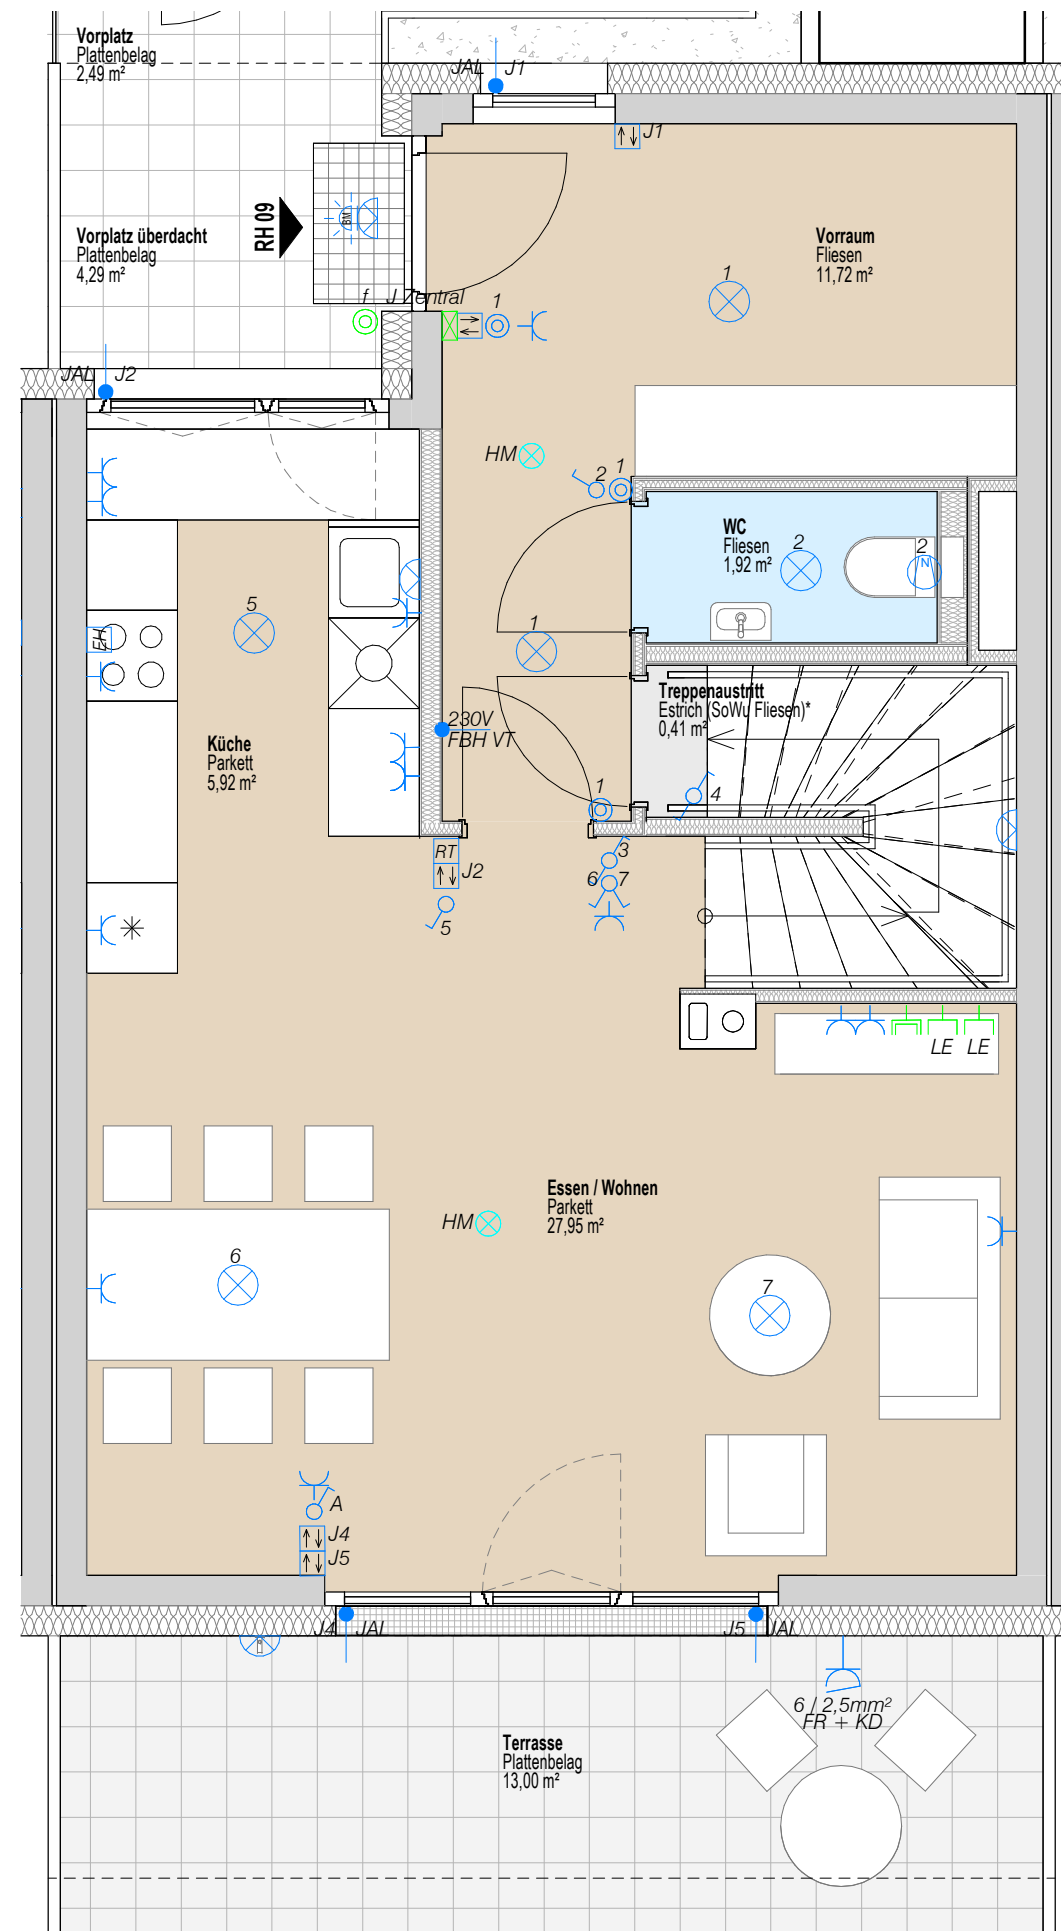 Vorplatz
Plattenbelag
2,49 m²
JAL J1
J1
RH 09
BM
Vorplatz überdacht
Plattenbelag
4,29 m²
Vorraum
Fliesen
11,72 m²
1
f J Zentral 1
JAL J2
HM
2 1
WC
Fliesen
1,92 m²
2
2
N
5
EH
1
Treppenaustritt
Estrich (SoWu Fliesen)*
0,41 m²
230V
FBH VT
Küche
Parkett
5,92 m²
4
1
RT
J2
5
3
6 7
LE LE
Essen / Wohnen
Parkett
27,95 m²
HM
6
7
A
J4
J5
J4 JAL
J5 JAL
6 / 2,5mm²
FR + KD
Terrasse
Plattenbelag
13,00 m²